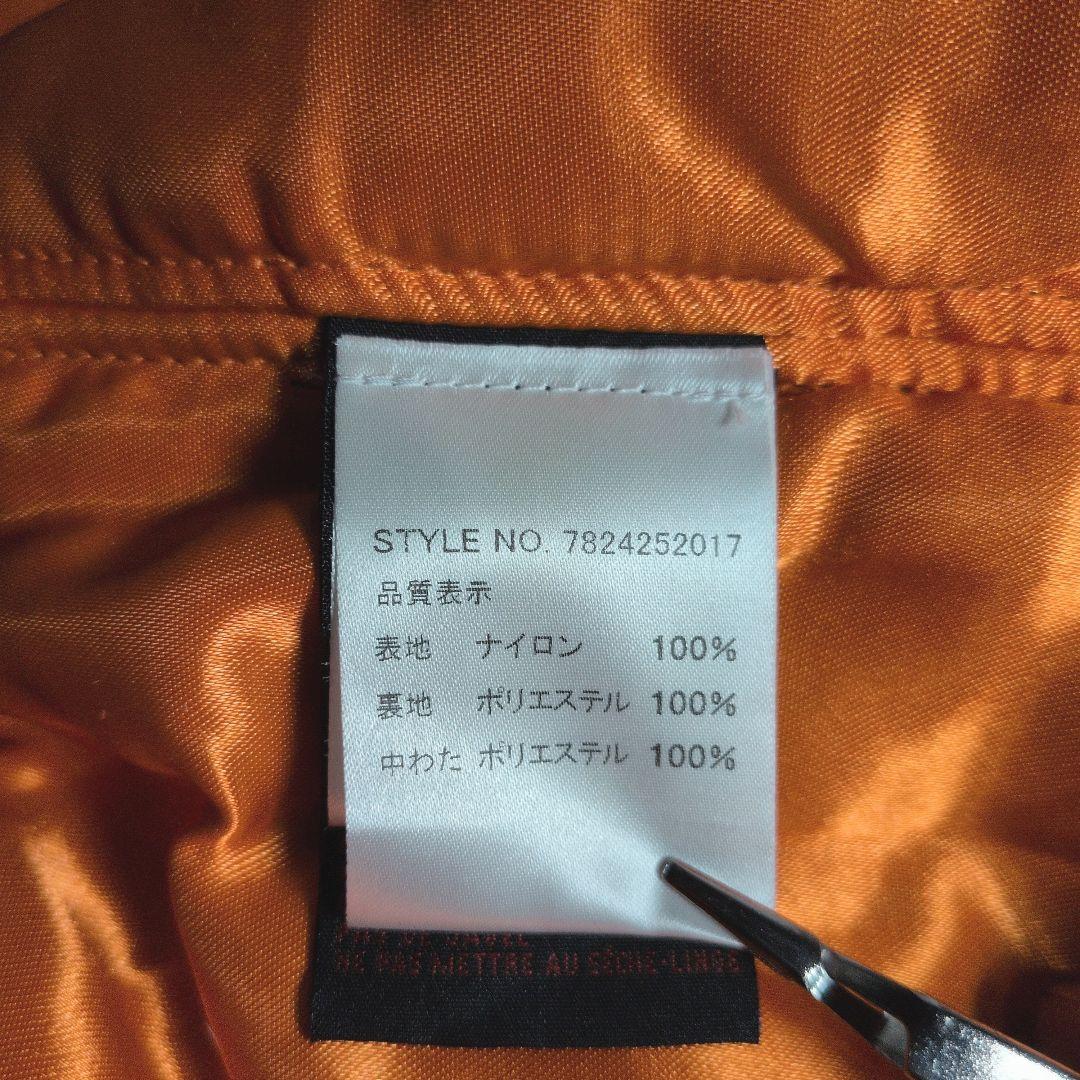 STYLE NO. 7824252017
品質表示
表地 ナイロン 100%
裏地 ポリエステル 100%
中わた ポリエステル 100%
NE PAS METTRE AU SÈCHE-LINGE